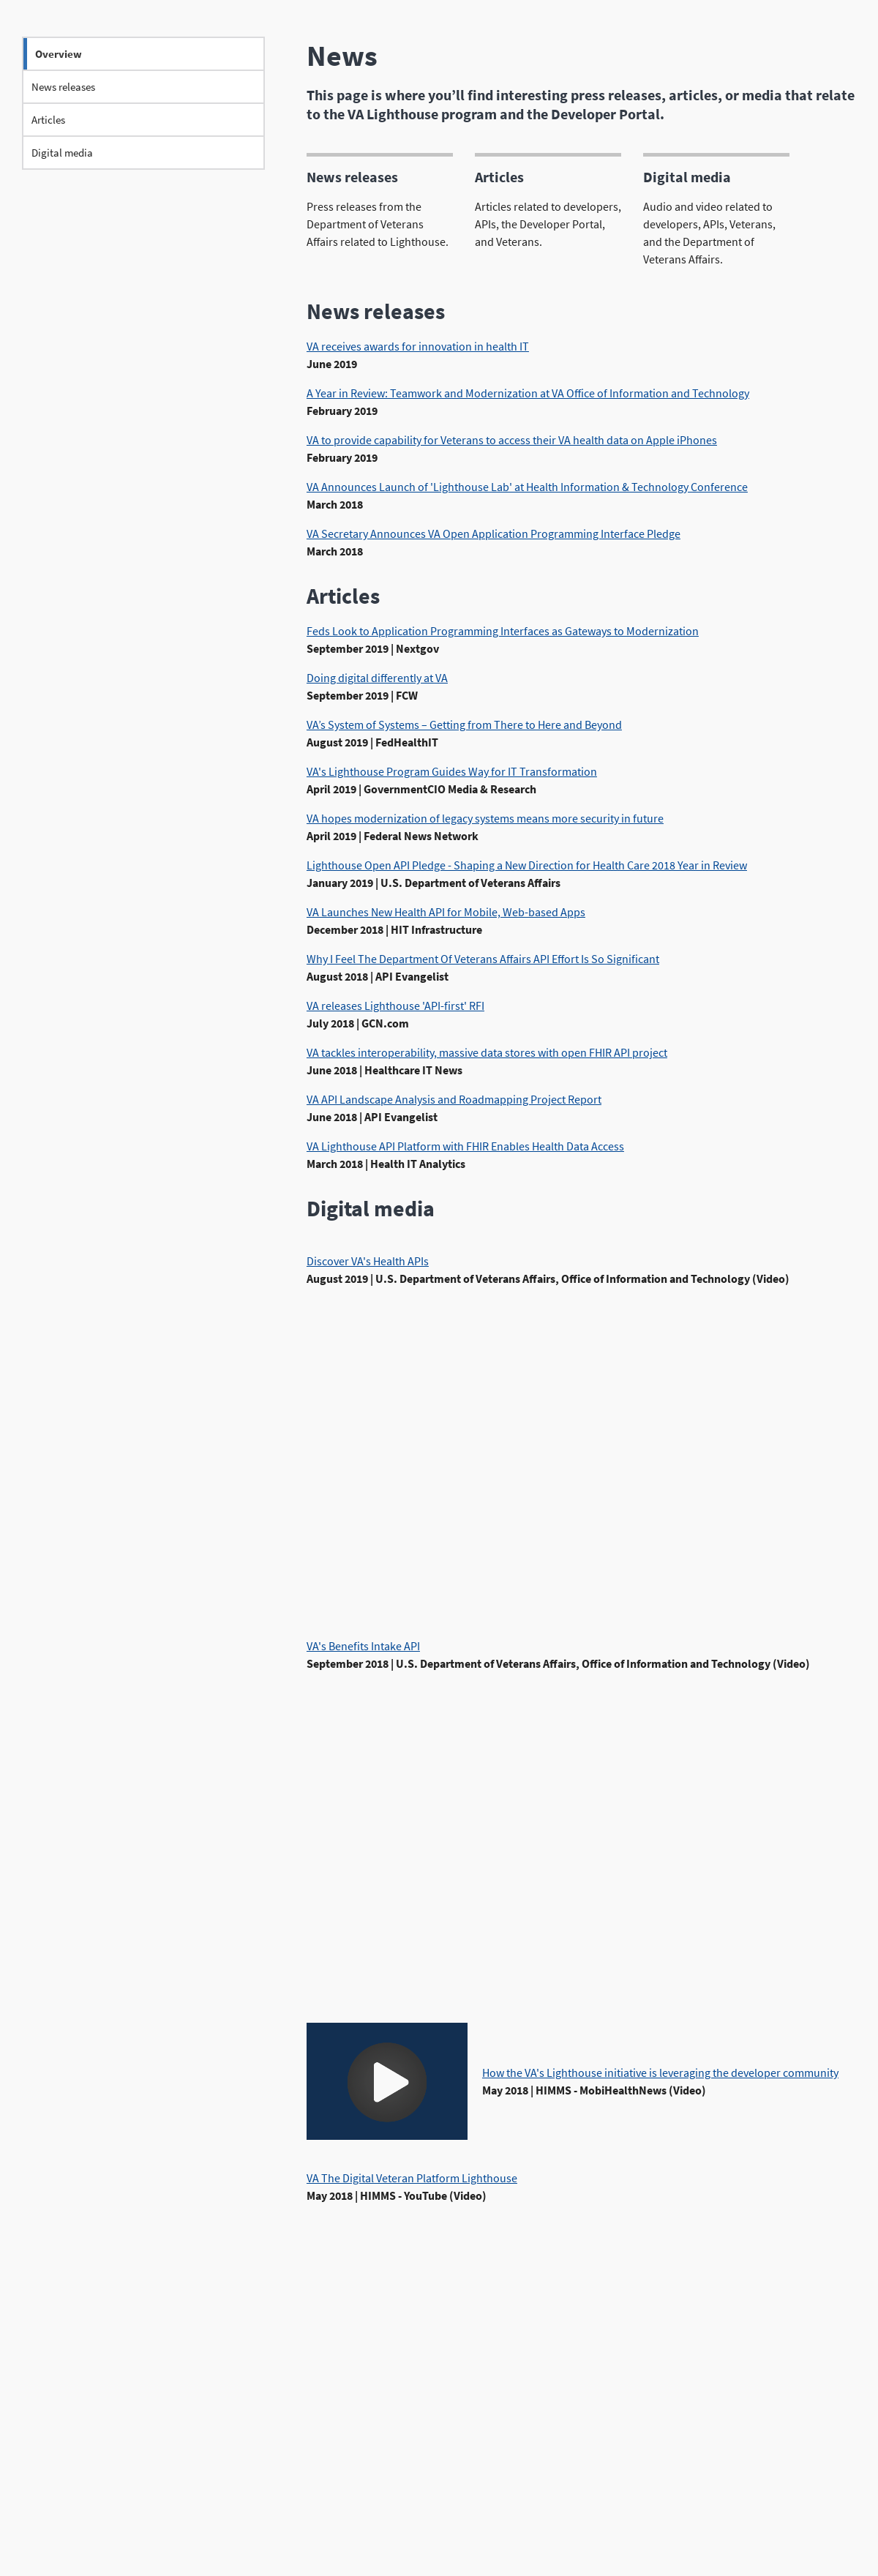 Overview
News releases
Articles
Digital media
News
This page is where you’ll find interesting press releases, articles, or media that relate
to the VA Lighthouse program and the Developer Portal.
News releases
Press releases from the
Department of Veterans
Affairs related to Lighthouse.
Articles
Articles related to developers,
APIs, the Developer Portal,
and Veterans.
Digital media
Audio and video related to
developers, APIs, Veterans,
and the Department of
Veterans Affairs.
News releases
VA receives awards for innovation in health IT
June 2019
A Year in Review: Teamwork and Modernization at VA Office of Information and Technology
February 2019
VA to provide capability for Veterans to access their VA health data on Apple iPhones
February 2019
VA Announces Launch of 'Lighthouse Lab' at Health Information & Technology Conference
March 2018
VA Secretary Announces VA Open Application Programming Interface Pledge
March 2018
Articles
Feds Look to Application Programming Interfaces as Gateways to Modernization
September 2019 | Nextgov
Doing digital differently at VA
September 2019 | FCW
VA’s System of Systems – Getting from There to Here and Beyond
August 2019 | FedHealthIT
VA's Lighthouse Program Guides Way for IT Transformation
April 2019 | GovernmentCIO Media & Research
VA hopes modernization of legacy systems means more security in future
April 2019 | Federal News Network
Lighthouse Open API Pledge - Shaping a New Direction for Health Care 2018 Year in Review
January 2019 | U.S. Department of Veterans Affairs
VA Launches New Health API for Mobile, Web-based Apps
December 2018 | HIT Infrastructure
Why I Feel The Department Of Veterans Affairs API Effort Is So Significant
August 2018 | API Evangelist
VA releases Lighthouse 'API-first' RFI
July 2018 | GCN.com
VA tackles interoperability, massive data stores with open FHIR API project
June 2018 | Healthcare IT News
VA API Landscape Analysis and Roadmapping Project Report
June 2018 | API Evangelist
VA Lighthouse API Platform with FHIR Enables Health Data Access
March 2018 | Health IT Analytics
Digital media
Discover VA's Health APIs
August 2019 | U.S. Department of Veterans Affairs, Office of Information and Technology (Video)
VA's Benefits Intake API
September 2018 | U.S. Department of Veterans Affairs, Office of Information and Technology (Video)
How the VA's Lighthouse initiative is leveraging the developer community
May 2018 | HIMMS - MobiHealthNews (Video)
VA The Digital Veteran Platform Lighthouse
May 2018 | HIMMS - YouTube (Video)